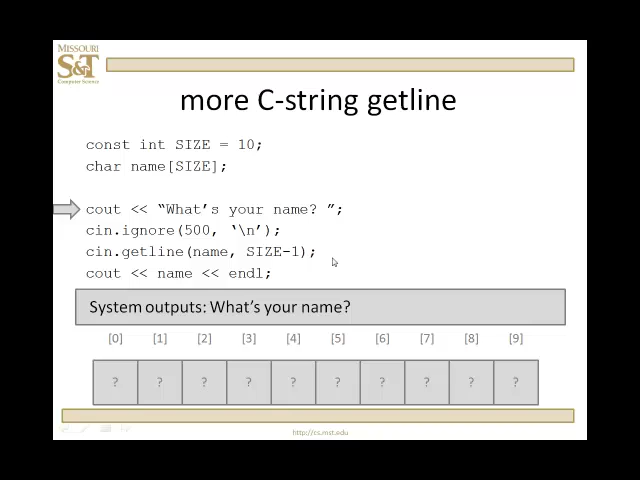 MISSOURI
S&T
Computer Science
more C-string getline
const int SIZE = 10;
char name[SIZE];
cout << “What’s your name? ”;
cin.ignore(500, ‘\n’);
cin.getline(name, SIZE-1);
cout << name << endl;
System outputs: What’s your name?
[0] [1] [2] [3] [4] [5] [6] [7] [8] [9]
? ? ? ? ? ? ? ? ? ?
http://cs.mst.edu